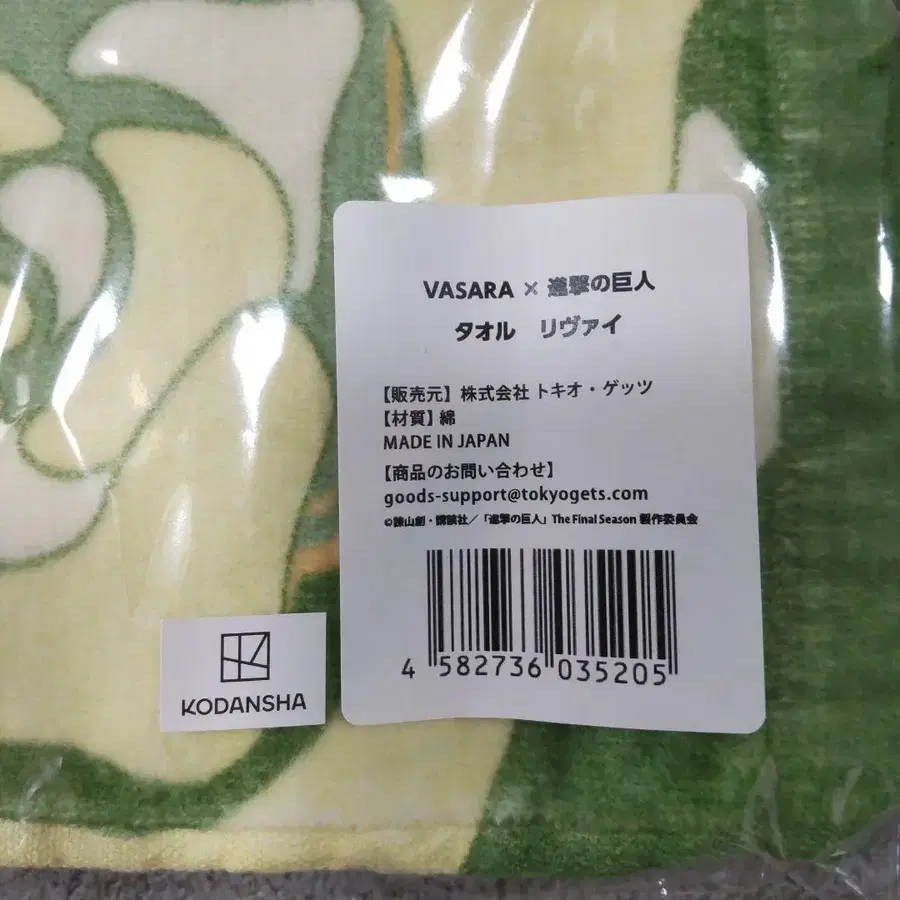 VASARA × 進撃の巨人
タオル リヴァイ
【販売元】株式会社 トキオ・ゲッツ
【材質】綿
MADE IN JAPAN
【商品のお問い合わせ】
goods-support@tokyogets.com
©諫山創・講談社／「進撃の巨人」The Final Season 製作委員会
4 582736 035205
KODANSHA